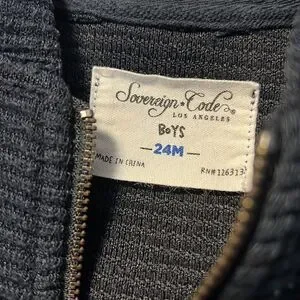 Sovereign Code
LOS ANGELES
BOYS
— 24M —
MADE IN CHINA
RN# 126313